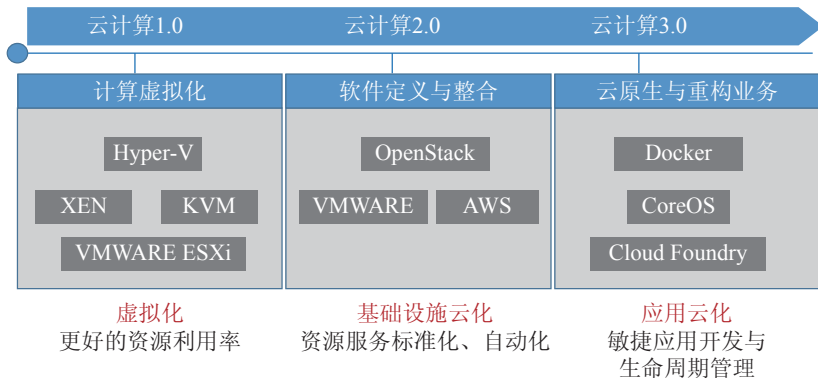 云计算1.0 云计算2.0 云计算3.0
计算虚拟化 软件定义与整合 云原生与重构业务
Hyper-V OpenStack Docker
XEN KVM VMWARE AWS CoreOS
VMWARE ESXi Cloud Foundry
虚拟化 基础设施云化 应用云化
更好的资源利用率 资源服务标准化、自动化 敏捷应用开发与
生命周期管理